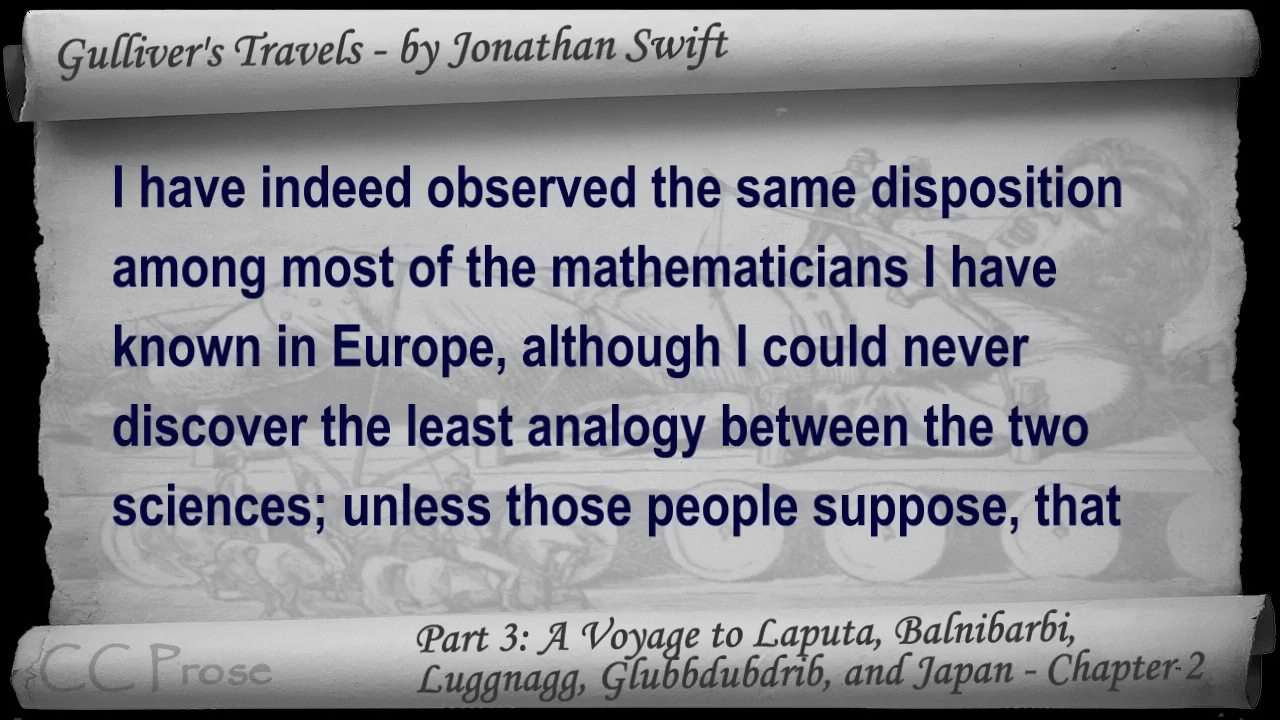 Gulliver's Travels - by Jonathan Swift
I have indeed observed the same disposition
among most of the mathematicians I have
known in Europe, although I could never
discover the least analogy between the two
sciences; unless those people suppose, that
Part 3: A Voyage to Laputa, Balnibarbi,
Luggnagg, Glubbdubdrib, and Japan - Chapter 2
CC Prose